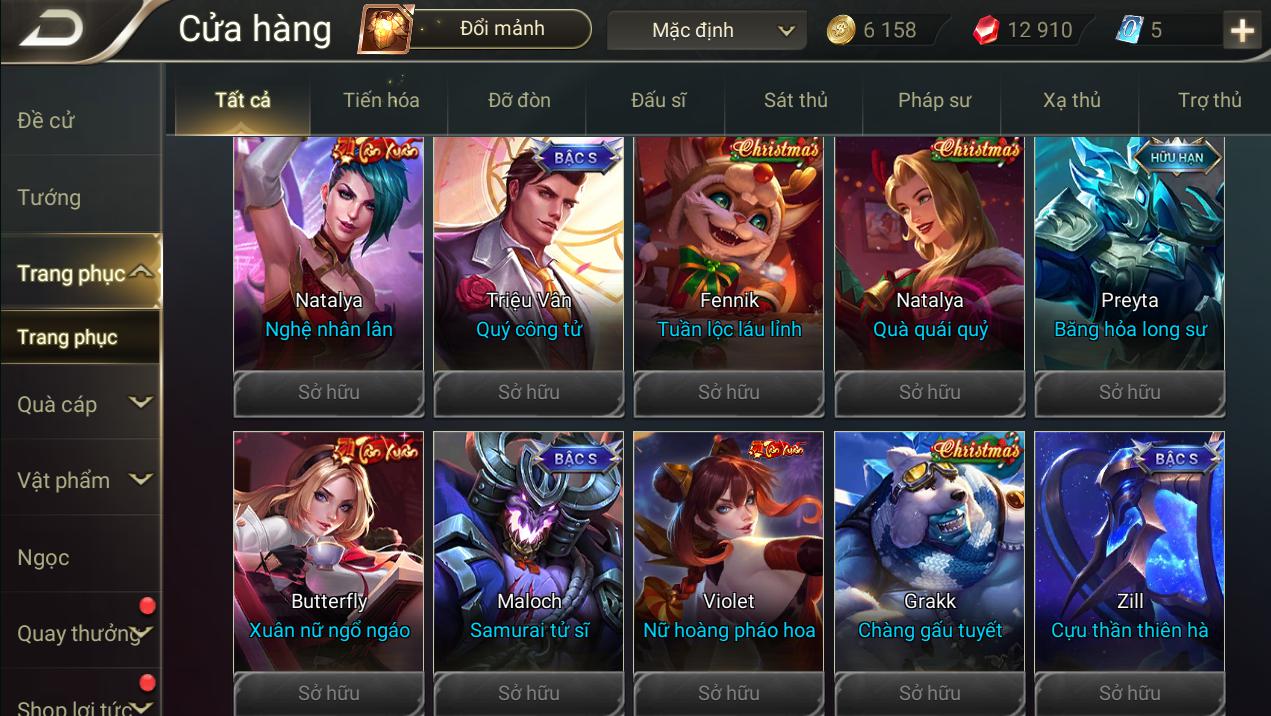 Cửa hàng
Đổi mảnh
Mặc định
6 158
12 910
5
Đề cử
Tướng
Trang phục
Trang phục
Quà cáp
Vật phẩm
Ngọc
Quay thưởng
Shop lợi tức
Tất cả
Tiến hóa
Đỡ đòn
Đấu sĩ
Sát thủ
Pháp sư
Xạ thủ
Trợ thủ
Tân Xuân
Natalya
Nghệ nhân lân
Sở hữu
BẬC S
Triệu Vân
Quý công tử
Sở hữu
Christmas
Fennik
Tuần lộc láu lỉnh
Sở hữu
Christmas
Natalya
Quà quái quỷ
Sở hữu
HỮU HẠN
Preyta
Băng hỏa long sư
Sở hữu
Tân Xuân
Butterfly
Xuân nữ ngổ ngáo
Sở hữu
BẬC S
Maloch
Samurai tử sĩ
Sở hữu
Tân Xuân
Violet
Nữ hoàng pháo hoa
Sở hữu
Christmas
Grakk
Chàng gấu tuyết
Sở hữu
BẬC S
Zill
Cựu thần thiên hà
Sở hữu